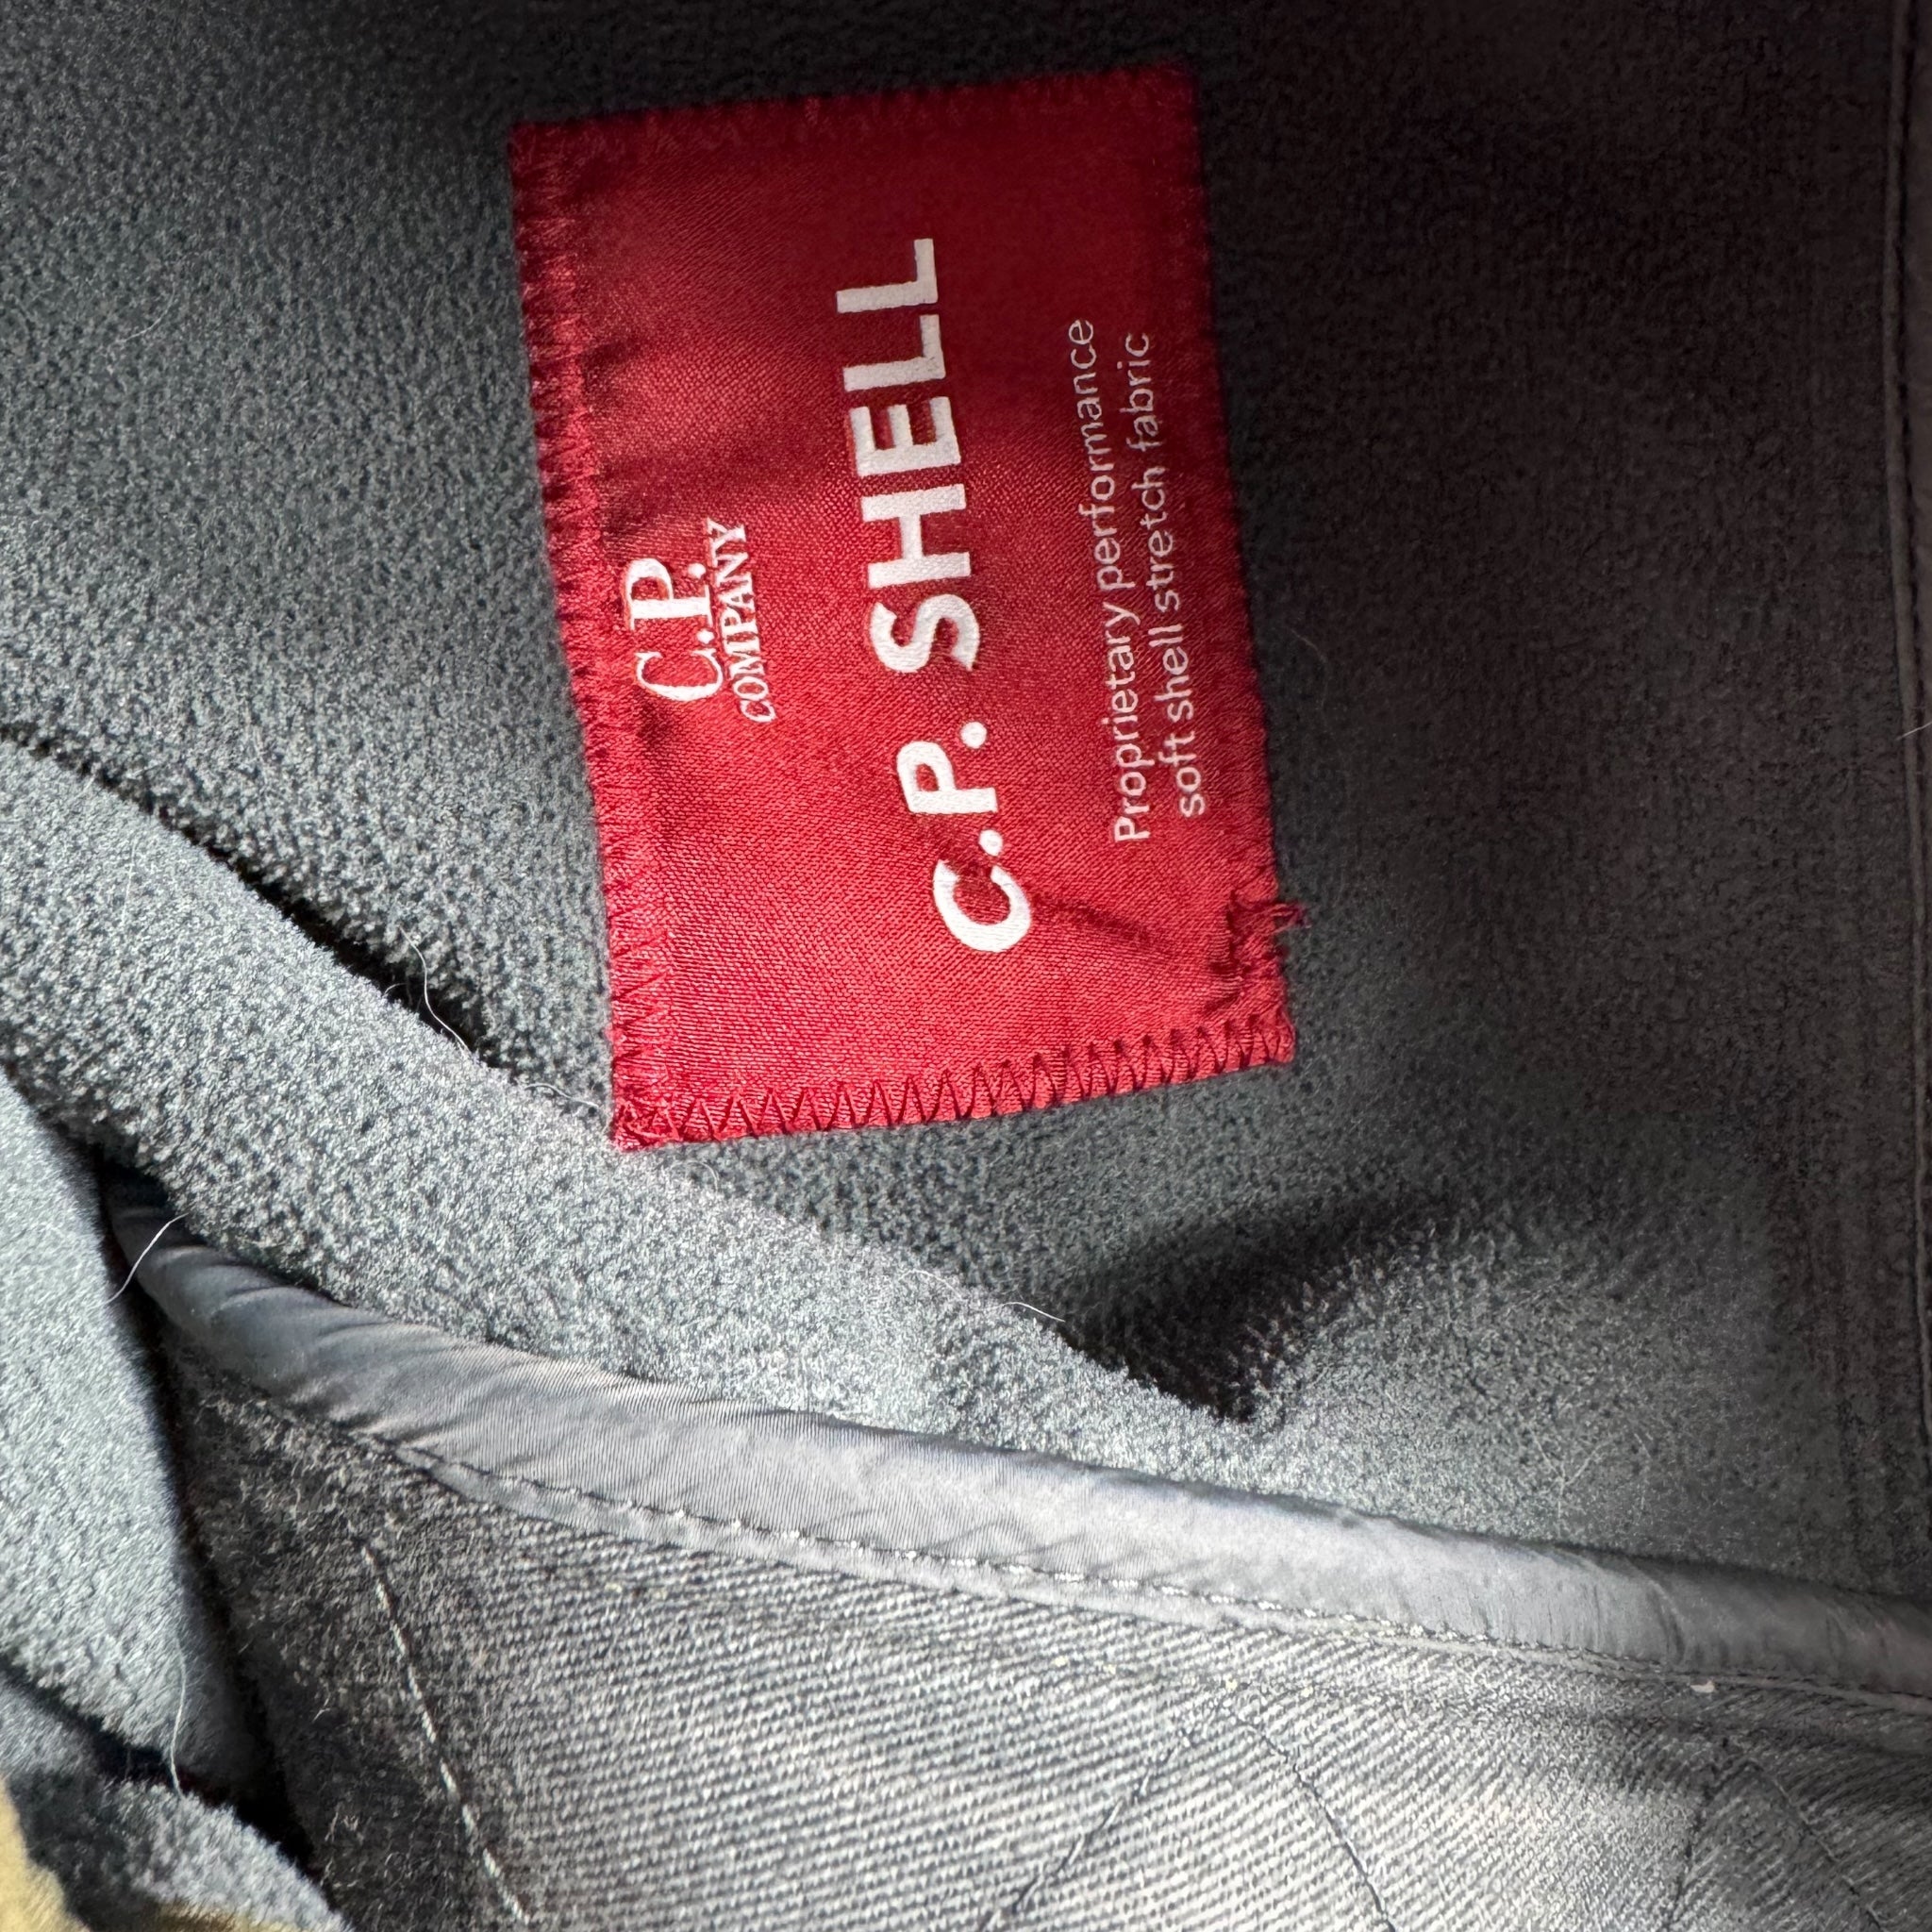 C.P.
COMPANY
C.P. SHELL
Proprietary performance
soft shell stretch fabric